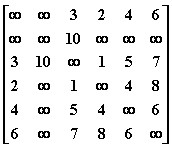 ∞ ∞ 3 2 4 6
∞ ∞ 10 ∞ ∞ ∞
3 10 ∞ 1 5 7
2 ∞ 1 ∞ 4 8
4 ∞ 5 4 ∞ 6
6 ∞ 7 8 6 ∞